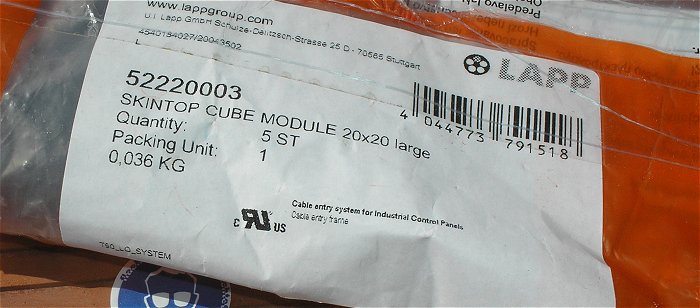 www.lappgroup.com
U.I. Lapp GmbH Schulze-Delitzsch-Strasse 25 D - 70565 Stuttgart
4540184027/20043502
L
LAPP
52220003
SKINTOP CUBE MODULE 20x20 large
Quantity: 5 ST
Packing Unit: 1
0,036 KG
4 044773 791518
Cable entry system for Industrial Control Panels
Cable entry frame
c RU US
TSO_LO_SYSTEM